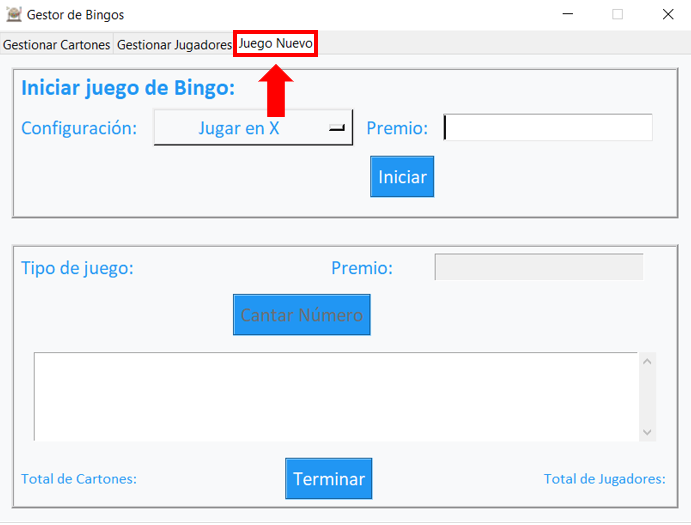 Gestor de Bingos
Gestionar Cartones Gestionar Jugadores Juego Nuevo
Iniciar juego de Bingo:
Configuración: Jugar en X Premio:
Iniciar
Tipo de juego: Premio:
Cantar Número
Total de Cartones: Terminar Total de Jugadores: